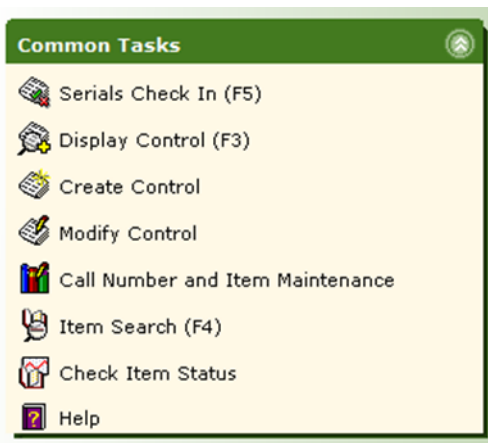 Common Tasks
Serials Check In (F5)
Display Control (F3)
Create Control
Modify Control
Call Number and Item Maintenance
Item Search (F4)
Check Item Status
Help